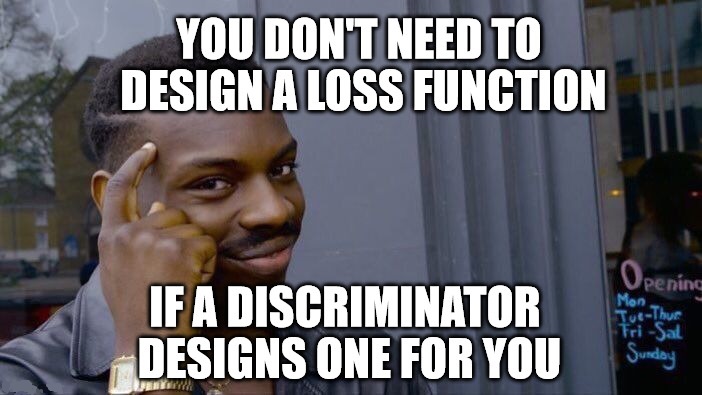 YOU DON'T NEED TO
DESIGN A LOSS FUNCTION
IF A DISCRIMINATOR
DESIGNS ONE FOR YOU
Opening
Mon
Tue-Thur
Fri-Sat
Sunday